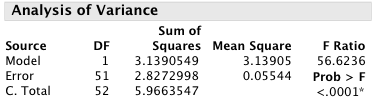 Analysis of Variance
Sum of
Source DF Squares Mean Square F Ratio
Model 1 3.1390549 3.13905 56.6236
Error 51 2.8272998 0.05544 Prob > F
C. Total 52 5.9663547 <.0001*